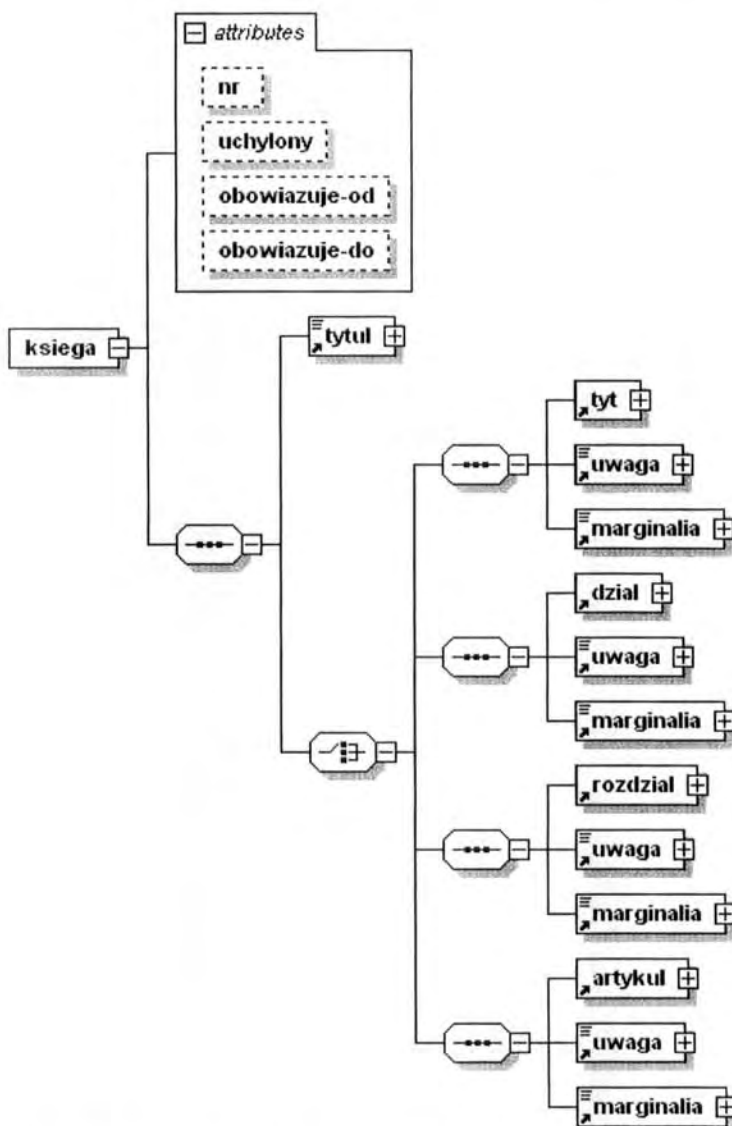 attributes
nr
uchylony
obowiazuje-od
obowiazuje-do
ksiega
tytul
tyt
uwaga
marginalia
dzial
uwaga
marginalia
rozdzial
uwaga
marginalia
artykul
uwaga
marginalia